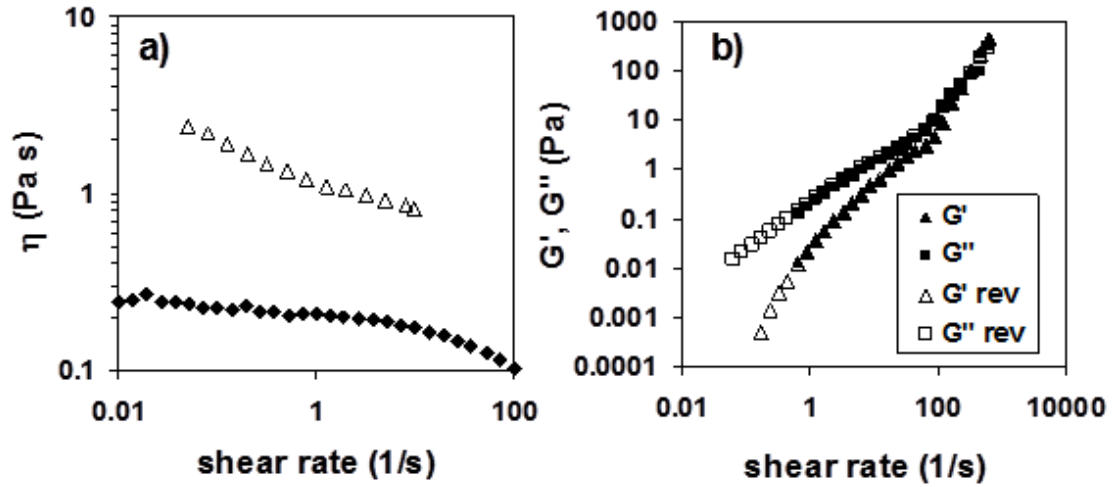 a)
10
1
0.1
η (Pa s)
0.01 1 100
shear rate (1/s)
b)
1000
100
10
1
0.1
0.01
0.001
0.0001
G', G'' (Pa)
G'
G''
G' rev
G'' rev
0.01 1 100 10000
shear rate (1/s)